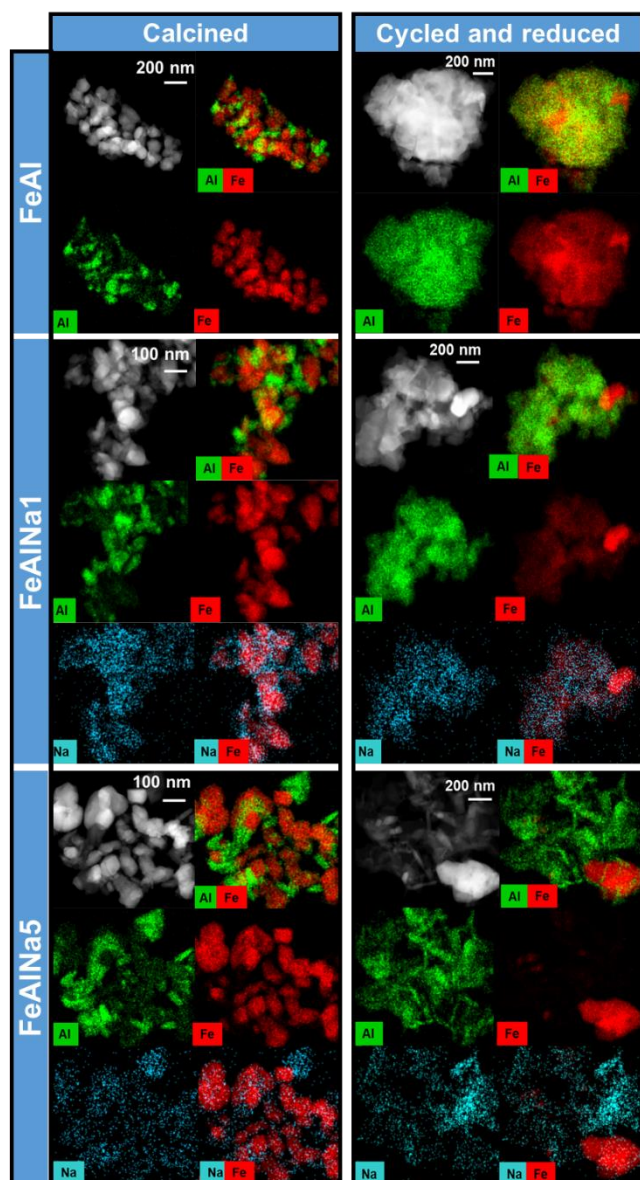 Calcined
Cycled and reduced
FeAl
200 nm
Al Fe
Al
Fe
200 nm
Al Fe
Al
Fe
FeAlNa1
100 nm
Al Fe
Al
Fe
Na
Na Fe
200 nm
Al Fe
Al
Fe
Na
Na Fe
FeAlNa5
100 nm
Al Fe
Al
Fe
Na
Na Fe
200 nm
Al Fe
Al
Fe
Na
Na Fe